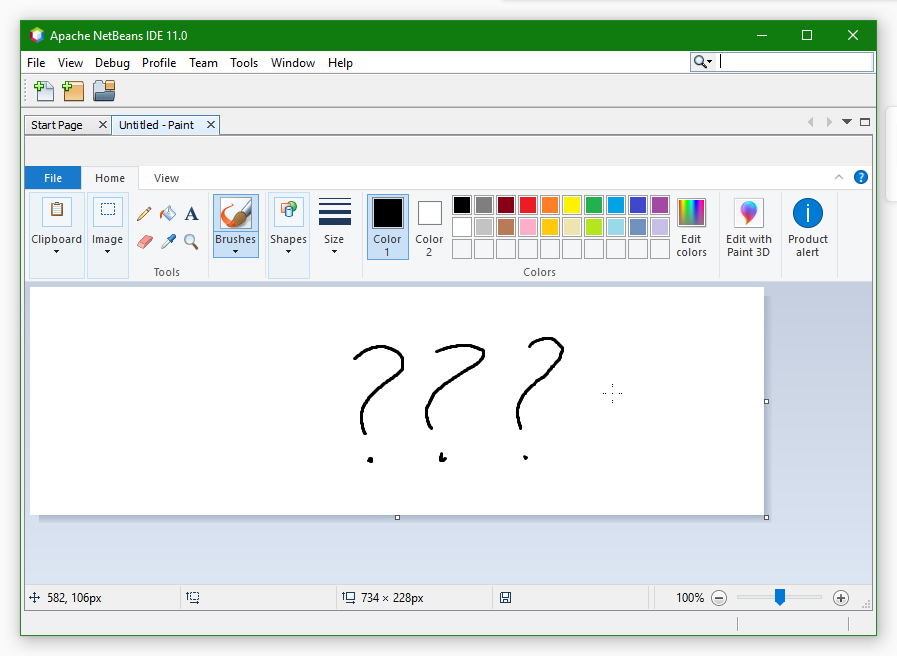 Apache NetBeans IDE 11.0
File View Debug Profile Team Tools Window Help
Start Page Untitled - Paint
File Home View
Clipboard Image A Brushes Shapes Size Color 1 Color 2 Edit colors Edit with Paint 3D Product alert
Tools Colors
???
582, 106px 734 × 228px 100%